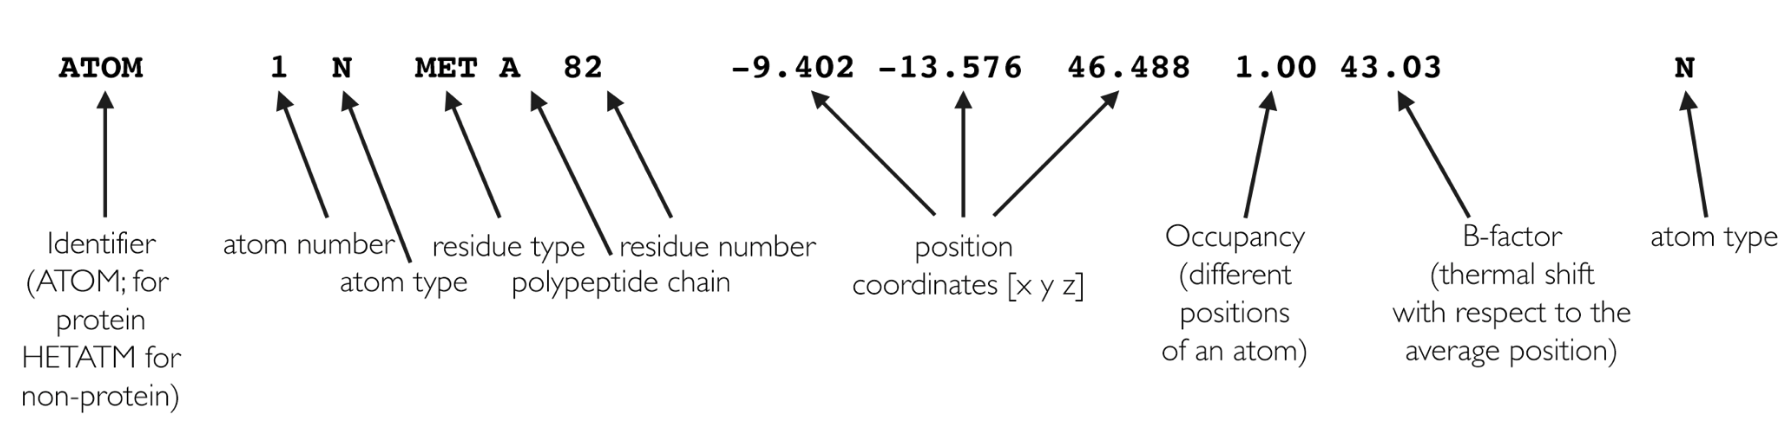 ATOM 1 N MET A 82 -9.402 -13.576 46.488 1.00 43.03 N
Identifier
(ATOM; for
protein
HETATM for
non-protein)
atom number
atom type
residue type
polypeptide chain
residue number
position
coordinates [x y z]
Occupancy
(different
positions
of an atom)
B-factor
(thermal shift
with respect to the
average position)
atom type